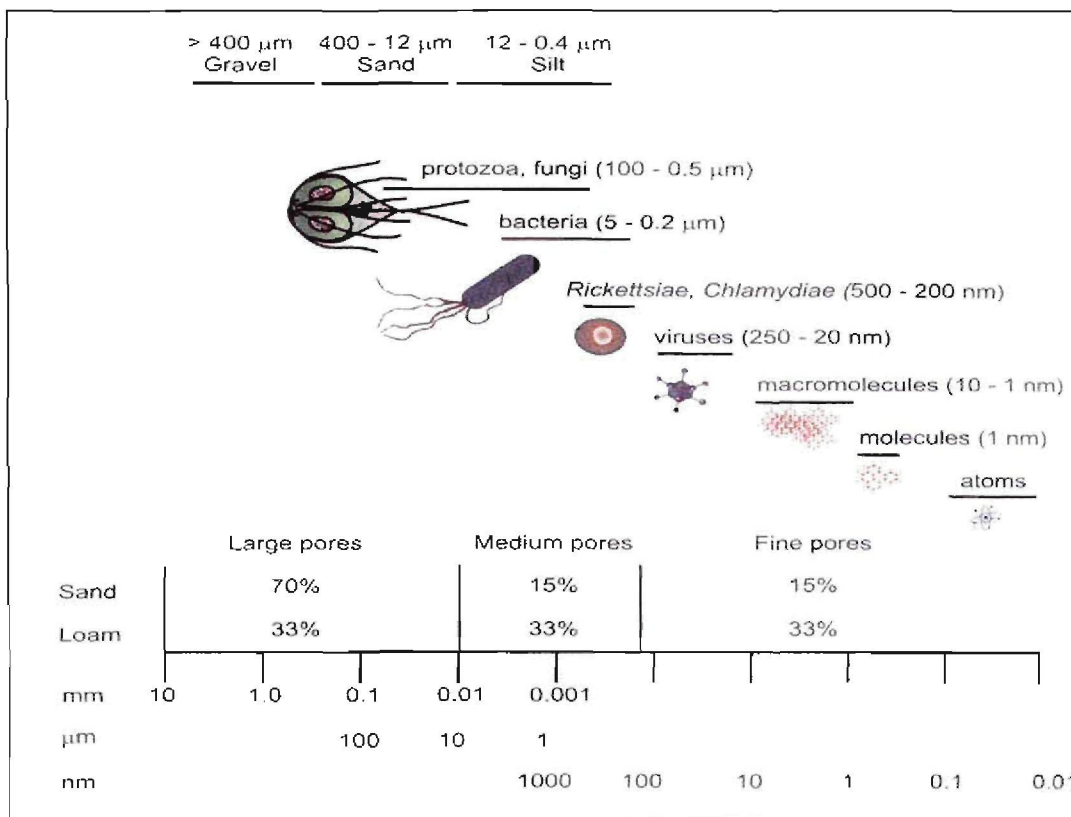 > 400 µm 400 - 12 µm 12 - 0.4 µm
Gravel Sand Silt
protozoa, fungi (100 - 0.5 µm)
bacteria (5 - 0.2 µm)
Rickettsiae, Chlamydiae (500 - 200 nm)
viruses (250 - 20 nm)
macromolecules (10 - 1 nm)
molecules (1 nm)
atoms
Large pores Medium pores Fine pores
Sand 70% 15% 15%
Loam 33% 33% 33%
mm 10 1.0 0.1 0.01 0.001
µm 100 10 1
nm 1000 100 10 1 0.1 0.01